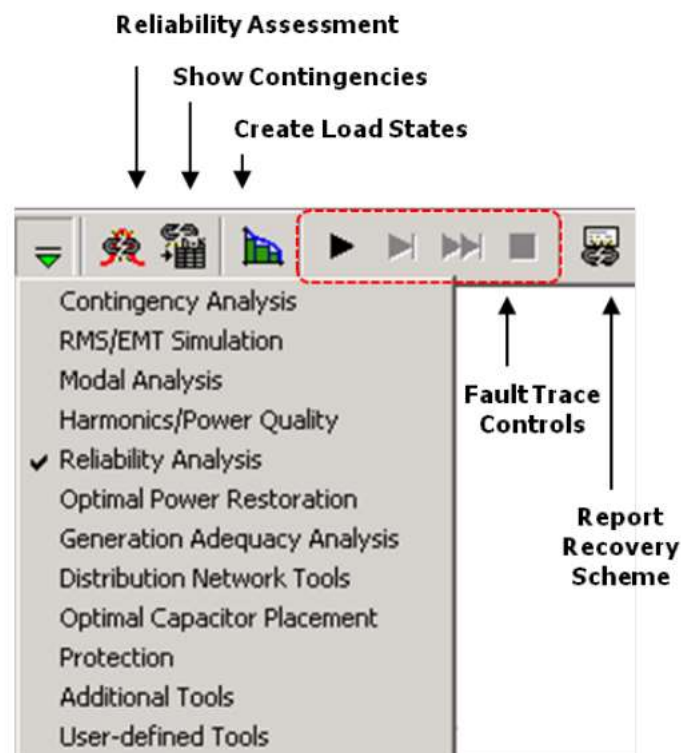 Reliability Assessment
Show Contingencies
Create Load States
Contingency Analysis
RMS/EMT Simulation
Modal Analysis
Harmonics/Power Quality
Reliability Analysis
Optimal Power Restoration
Generation Adequacy Analysis
Distribution Network Tools
Optimal Capacitor Placement
Protection
Additional Tools
User-defined Tools
Fault Trace
Controls
Report
Recovery
Scheme